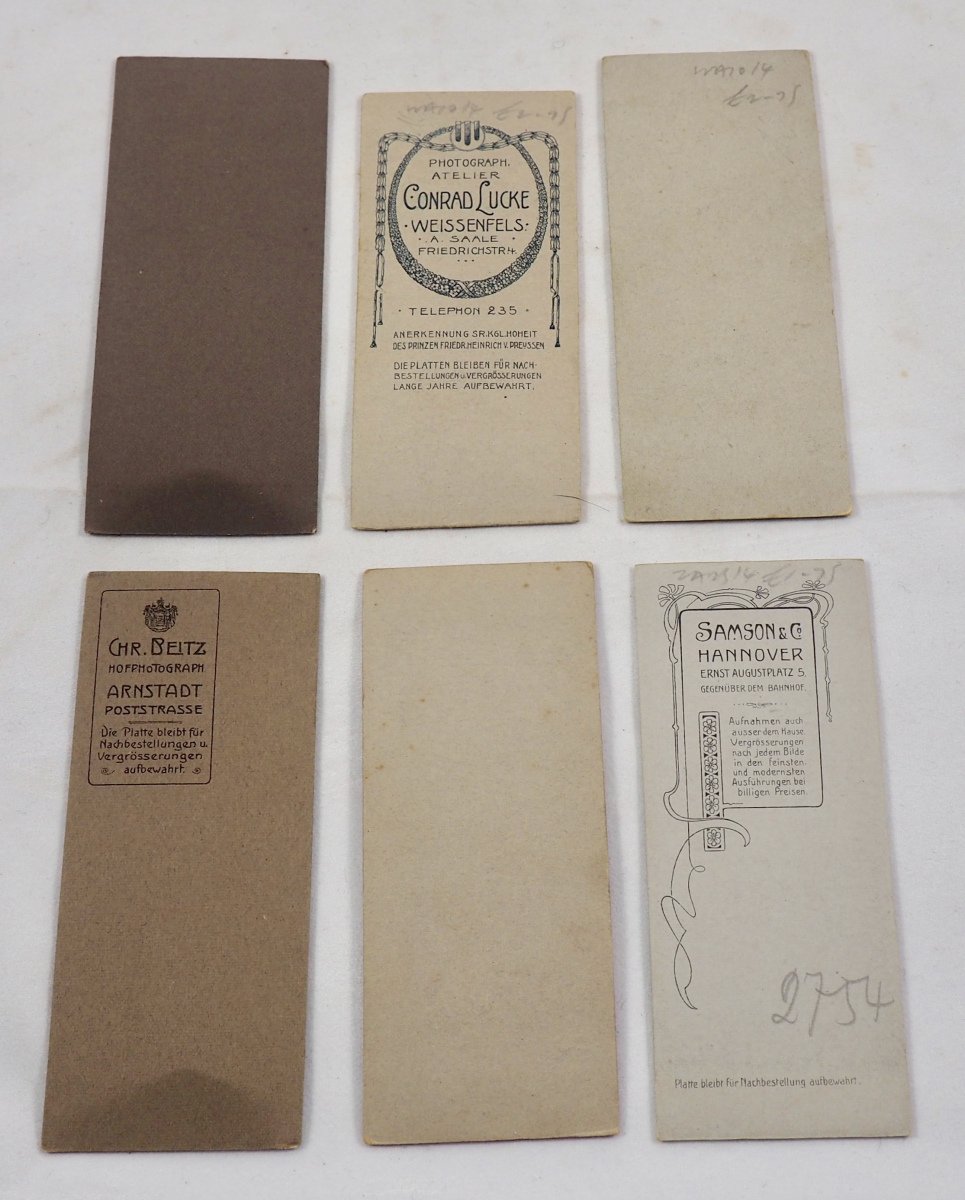 PHOTOGRAPH.
ATELIER
CONRAD LUCKE
· WEISSENFELS ·
· A. SAALE ·
FRIEDRICHSTR.4.
· TELEPHON 235 ·
ANERKENNUNG SR.KGL.HOHEIT
DES PRINZEN FRIEDR.HEINRICH V. PREUSSEN
DIE PLATTEN BLEIBEN FÜR NACH-
BESTELLUNGEN U. VERGRÖSSERUNGEN
LANGE JAHRE AUFBEWAHRT.
CHR. BEITZ
HOFPHOTOGRAPH
ARNSTADT
POSTSTRASSE
Die Platte bleibt für
Nachbestellungen u.
Vergrösserungen
aufbewahrt.
SAMSON & Co
HANNOVER
ERNST AUGUSTPLATZ 5.
GEGENÜBER DEM BAHNHOF.
Aufnahmen auch
ausser dem Hause.
Vergrösserungen
nach jedem Bilde
in den feinsten
und modernsten
Ausführungen bei
billigen Preisen.
2754
Platte bleibt für Nachbestellung aufbewahrt.